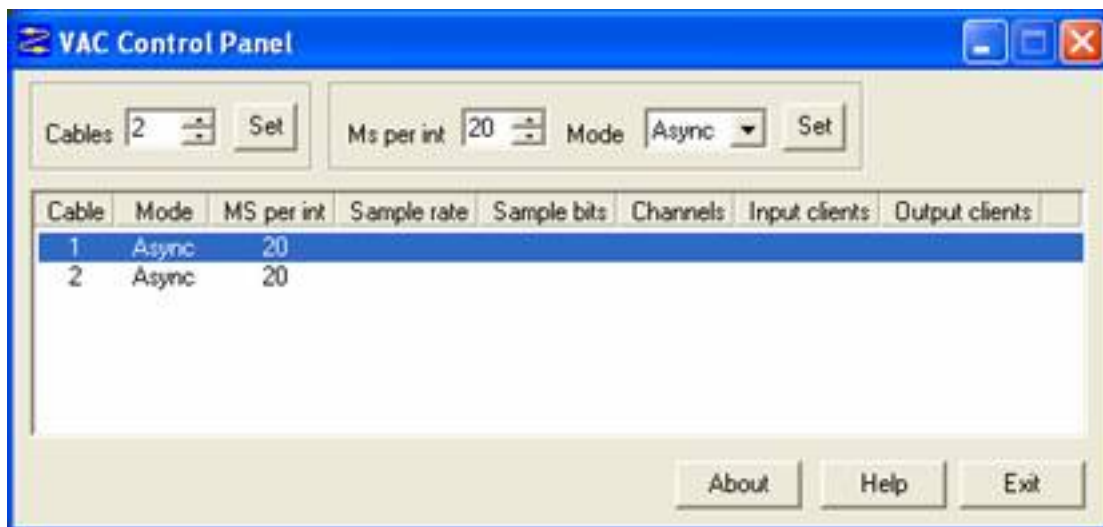 VAC Control Panel
Cables 2 Set Ms per int 20 Mode Async Set
Cable Mode MS per int Sample rate Sample bits Channels Input clients Output clients
1 Async 20
2 Async 20
About Help Exit